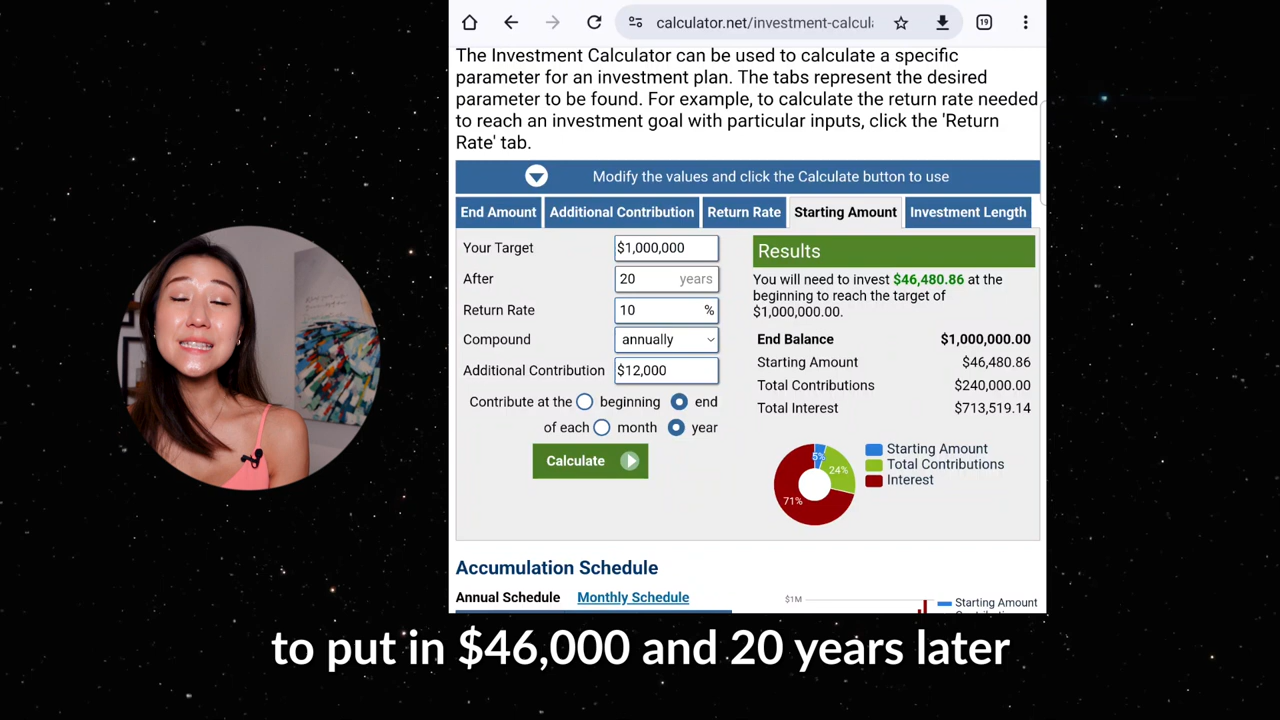 calculator.net/investment-calcul
19
The Investment Calculator can be used to calculate a specific
parameter for an investment plan. The tabs represent the desired
parameter to be found. For example, to calculate the return rate needed
to reach an investment goal with particular inputs, click the 'Return
Rate' tab.
Modify the values and click the Calculate button to use
End Amount Additional Contribution Return Rate Starting Amount Investment Length
Your Target $1,000,000
After 20 years
Return Rate 10 %
Compound annually
Additional Contribution $12,000
Contribute at the beginning end
of each month year
Calculate
Results
You will need to invest $46,480.86 at the
beginning to reach the target of
$1,000,000.00.
End Balance $1,000,000.00
Starting Amount $46,480.86
Total Contributions $240,000.00
Total Interest $713,519.14
5%
24%
71%
Starting Amount
Total Contributions
Interest
Accumulation Schedule
Annual Schedule Monthly Schedule
$1M
Starting Amount
to put in $46,000 and 20 years later